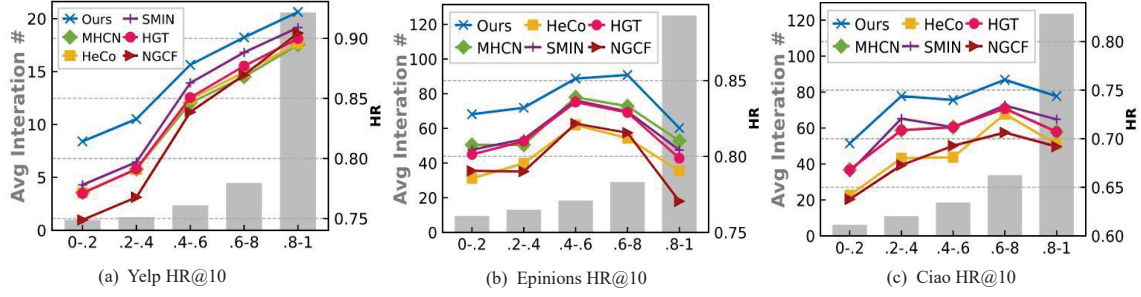 Avg Interation #
20
15
10
5
0
Ours
MHCN
HeCo
SMIN
HGT
NGCF
0.90
0.85
0.80
0.75
HR
0-.2 .2-.4 .4-.6 .6-8 .8-1
(a) Yelp HR@10
Avg Interation #
120
100
80
60
40
20
0
Ours
MHCN
HeCo
SMIN
HGT
NGCF
0.85
0.80
0.75
HR
0-.2 .2-.4 .4-.6 .6-8 .8-1
(b) Epinions HR@10
Avg Interation #
120
100
80
60
40
20
0
Ours
MHCN
HeCo
SMIN
HGT
NGCF
0.80
0.75
0.70
0.65
0.60
HR
0-.2 .2-.4 .4-.6 .6-8 .8-1
(c) Ciao HR@10